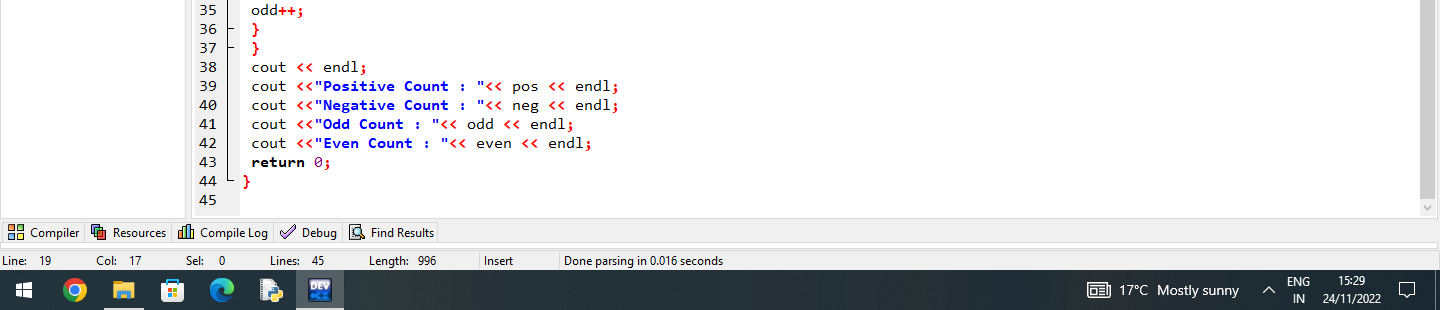 35 odd++;
36 }
37 }
38 cout << endl;
39 cout <<"Positive Count : "<< pos << endl;
40 cout <<"Negative Count : "<< neg << endl;
41 cout <<"Odd Count : "<< odd << endl;
42 cout <<"Even Count : "<< even << endl;
43 return 0;
44 }
45
Compiler Resources Compile Log Debug Find Results
Line: 19 Col: 17 Sel: 0 Lines: 45 Length: 996 Insert Done parsing in 0.016 seconds
DEV C++ 17°C Mostly sunny ENG 15:29
IN 24/11/2022